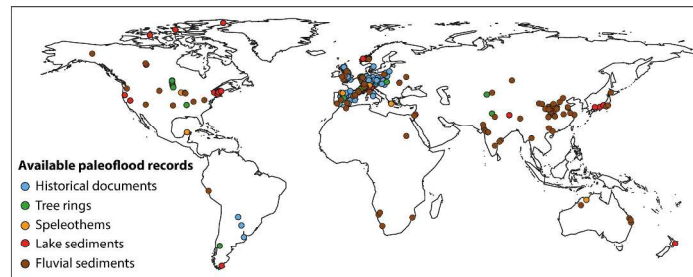 Available paleoflood records
Historical documents
Tree rings
Speleothems
Lake sediments
Fluvial sediments